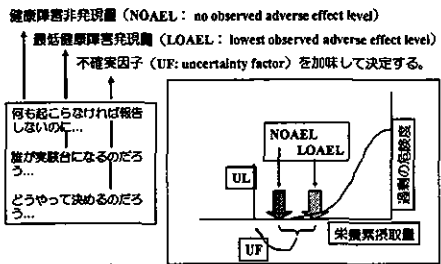 健康障害非発現量（NOAEL： no observed adverse effect level）
最低健康障害発現量（LOAEL： lowest observed adverse effect level）
不確実因子（UF: uncertainty factor）を加味して決定する。
何も起こらなければ報告
しないのに…
誰が実験台になるのだろ
う…
どうやって決めるのだろ
う…
NOAEL
LOAEL
UL
UF
栄養素摂取量
過剰の危険度